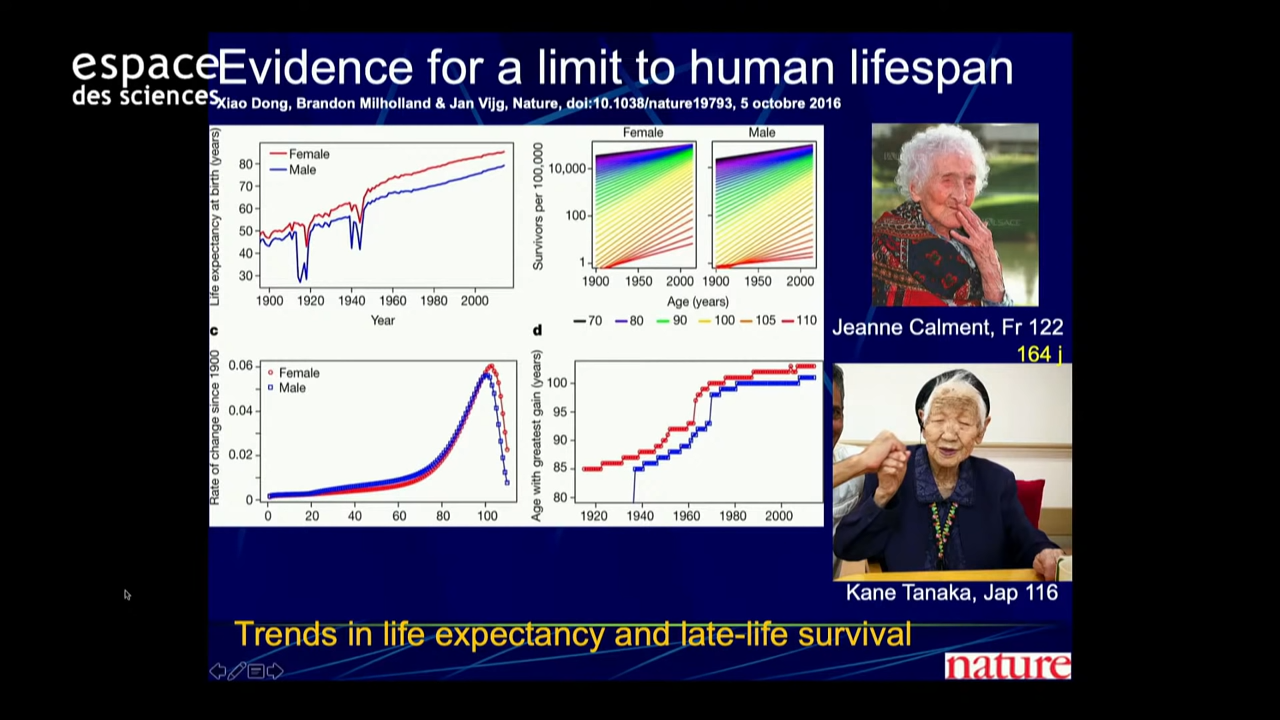 espace
des sciences
Evidence for a limit to human lifespan
Xiao Dong, Brandon Milholland & Jan Vijg, Nature, doi:10.1038/nature19793, 5 octobre 2016
Life expectancy at birth (years)
80
70
60
50
40
30
Female
Male
1900
1920
1940
1960
1980
2000
Year
Female
Male
Survivors per 100,000
10,000
100
1
1900
1950
2000
1900
1950
2000
Age (years)
70
80
90
100
105
110
Jeanne Calment, Fr 122
164 j
c
Rate of change since 1900
0.06
0.04
0.02
0
Female
Male
0
20
40
60
80
100
d
Age with greatest gain (years)
100
95
90
85
80
1920
1940
1960
1980
2000
Kane Tanaka, Jap 116
Trends in life expectancy and late-life survival
nature